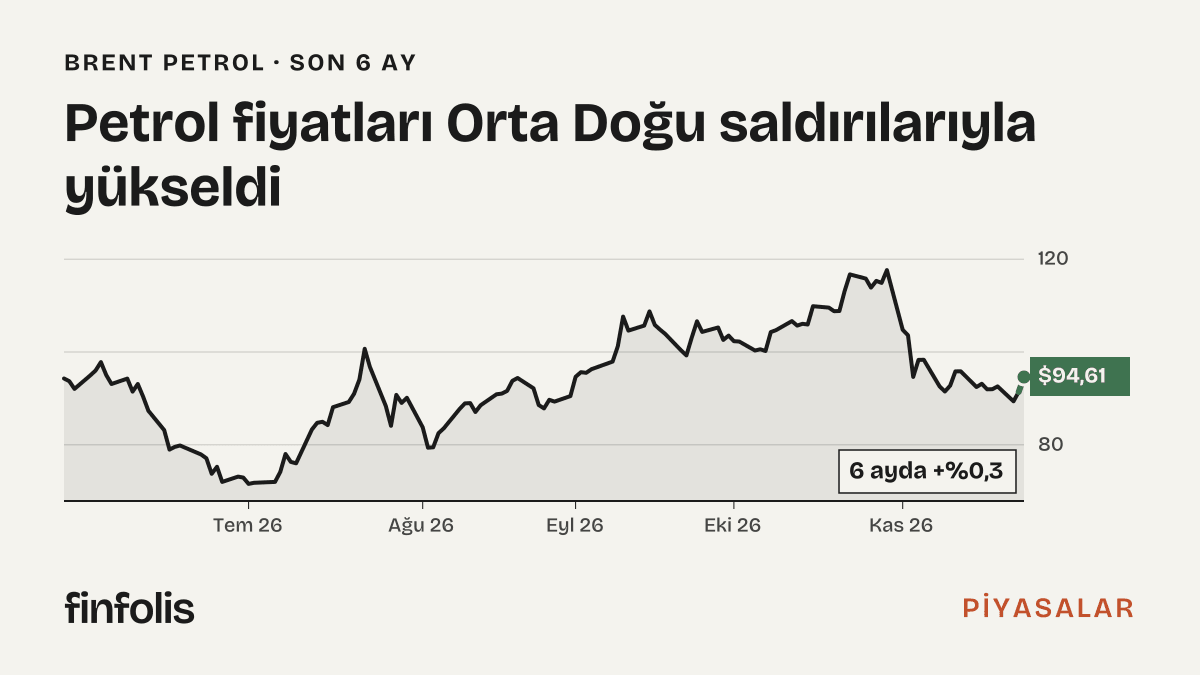 BRENT PETROL · SON 6 AY
Petrol fiyatları Orta Doğu saldırılarıyla
yükseldi
120
$94,61
80
6 ayda +%0,3
Tem 26 Ağu 26 Eyl 26 Eki 26 Kas 26
finfolis
PİYASALAR